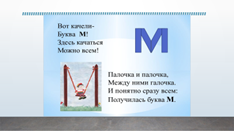 Вот качели-
Буква М!
Здесь качаться
Можно всем!
М
Палочка и палочка,
Между ними галочка.
И понятно сразу всем:
Получилась буква М.